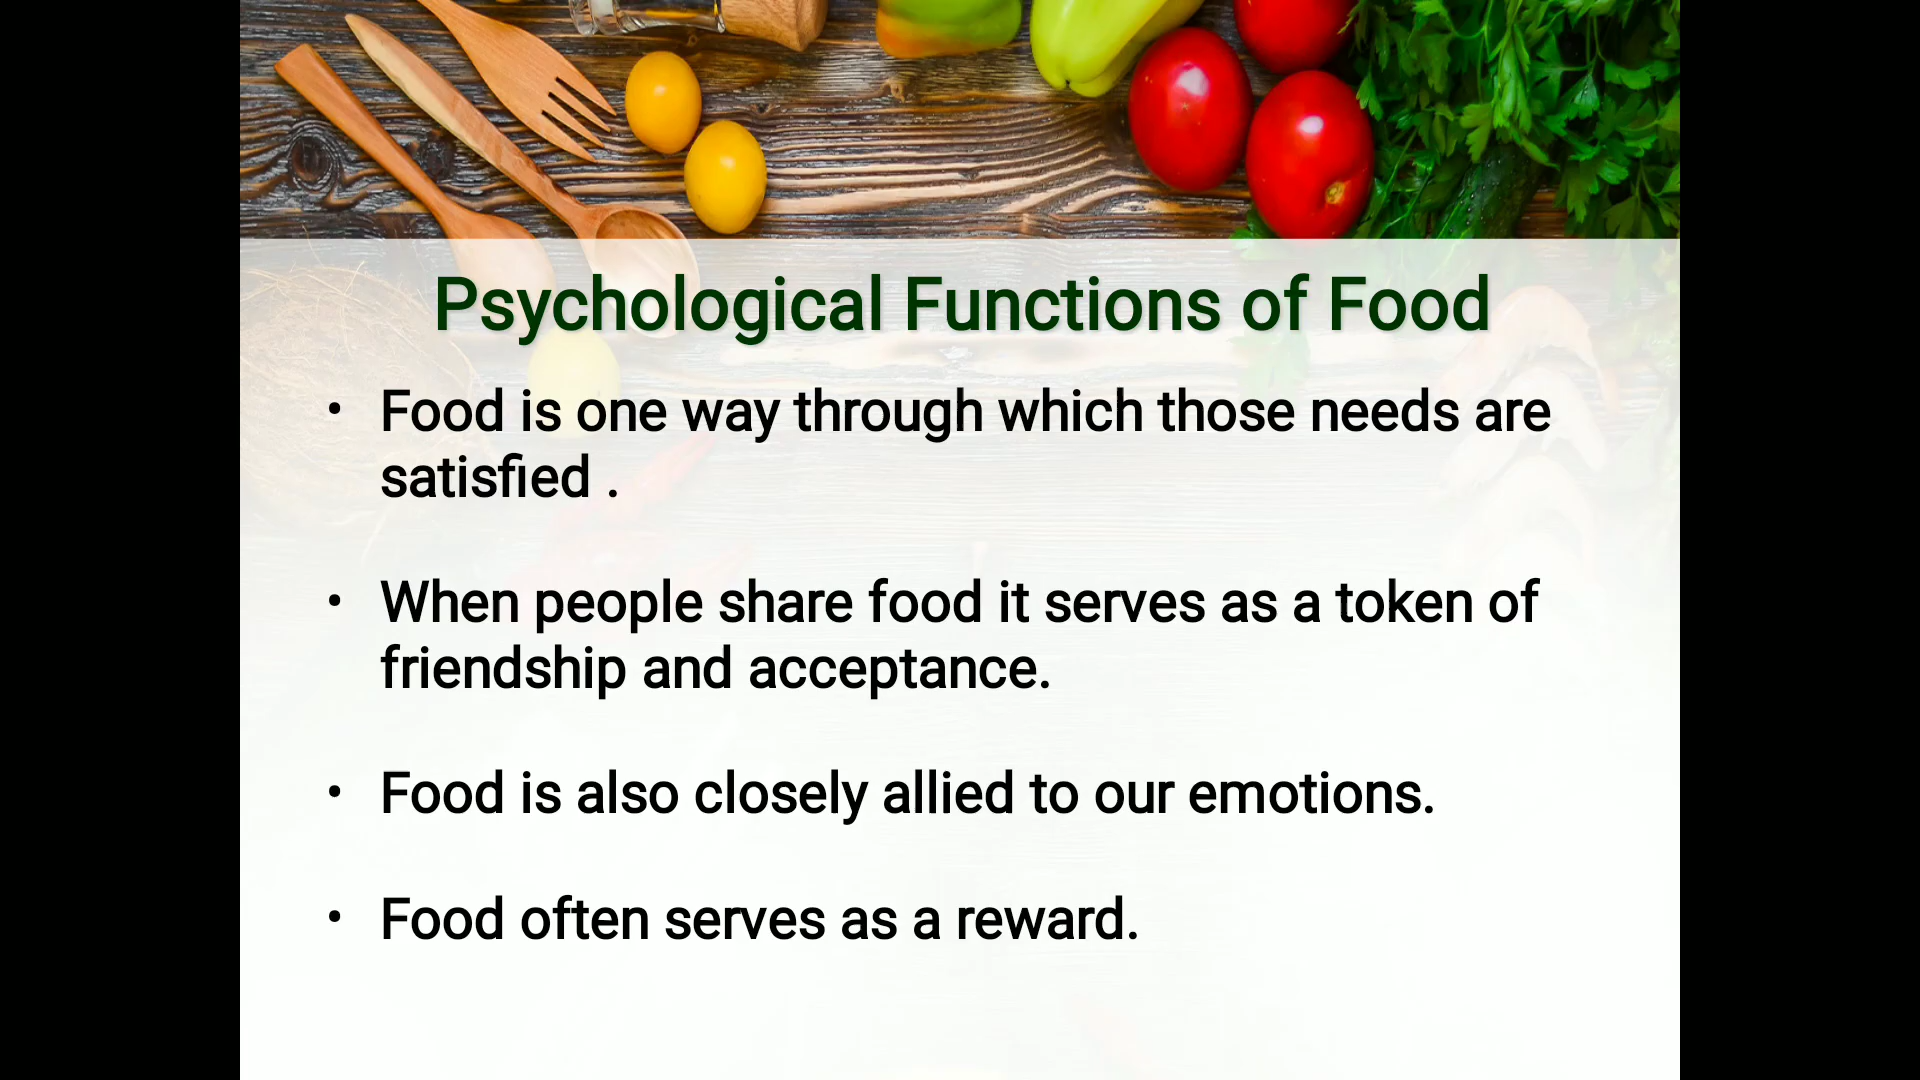 Psychological Functions of Food
• Food is one way through which those needs are
satisfied .
• When people share food it serves as a token of
friendship and acceptance.
• Food is also closely allied to our emotions.
• Food often serves as a reward.